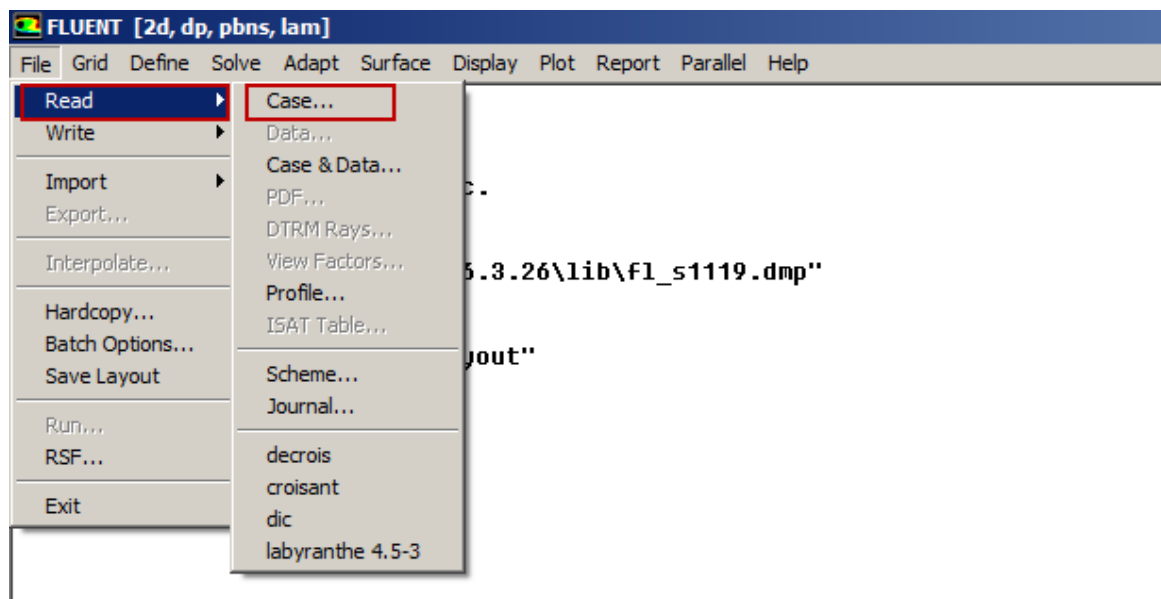 FLUENT [2d, dp, pbns, lam]
File Grid Define Solve Adapt Surface Display Plot Report Parallel Help
Read
Write
Import
Export...
Interpolate...
Hardcopy...
Batch Options...
Save Layout
Run...
RSF...
Exit
Case...
Data...
Case & Data...
PDF...
DTRM Rays...
View Factors...
Profile...
ISAT Table...
Scheme...
Journal...
decrois
croisant
dic
labyranthe 4.5-3
c.
6.3.26\lib\fl_s1119.dmp"
yout"